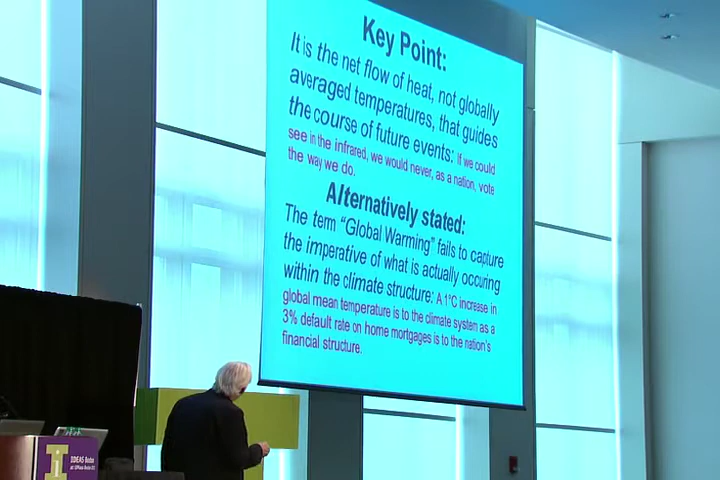 Key Point:
It is the net flow of heat, not globally
averaged temperatures, that guides
the course of future events: If we could
see in the infrared, we would never, as a nation, vote
the way we do.
Alternatively stated:
The term “Global Warming” fails to capture
the imperative of what is actually occuring
within the climate structure: A 1°C increase in
global mean temperature is to the climate system as a
3% default rate on home mortgages is to the nation's
financial structure.
I
IDEAS Boston